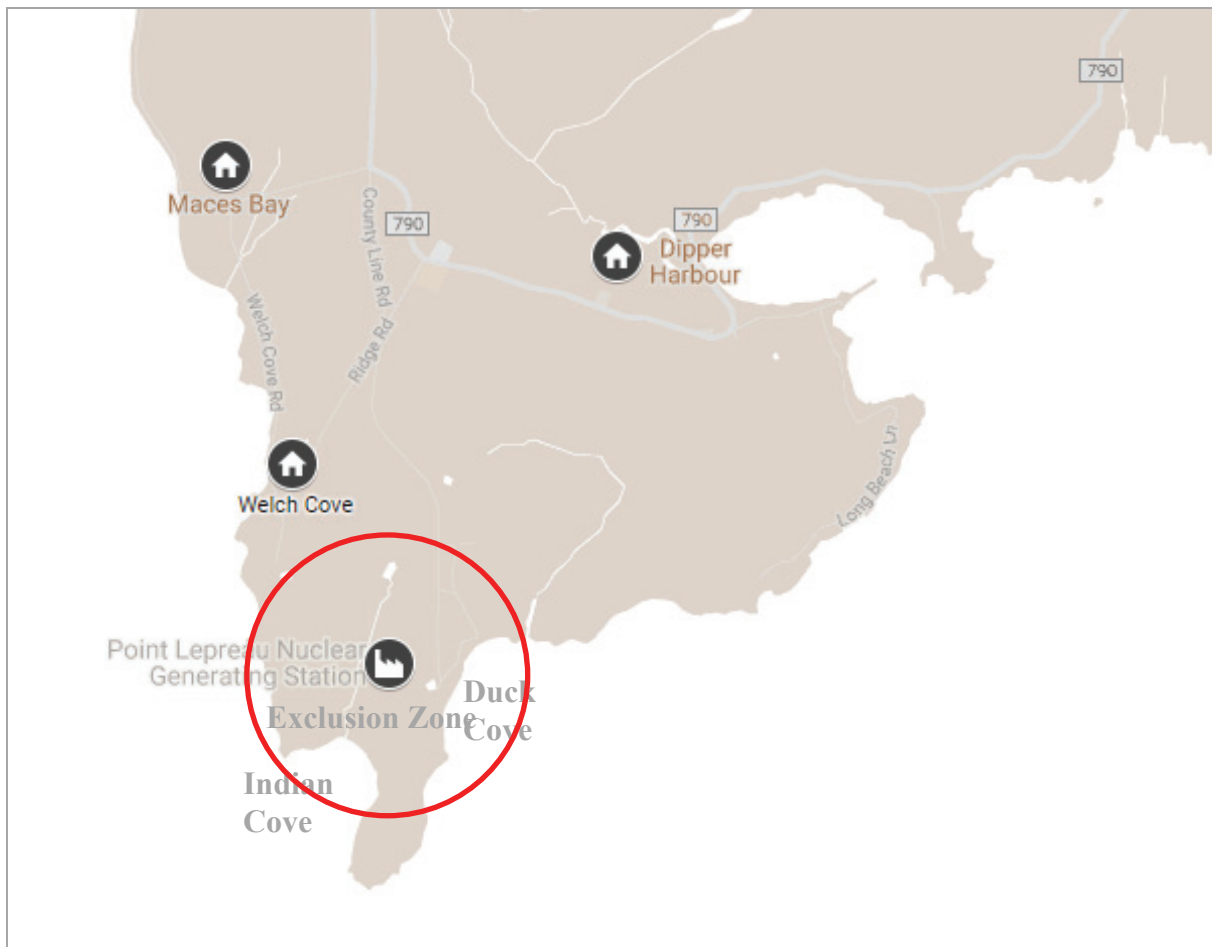 790
Maces Bay
County Line Rd
790
790
Dipper
Harbour
Welch Cove Rd
Ridge Rd
Long Beach Ln
Welch Cove
Point Lepreau Nuclear
Generating Station
Duck
Cove
Exclusion Zone
Indian
Cove